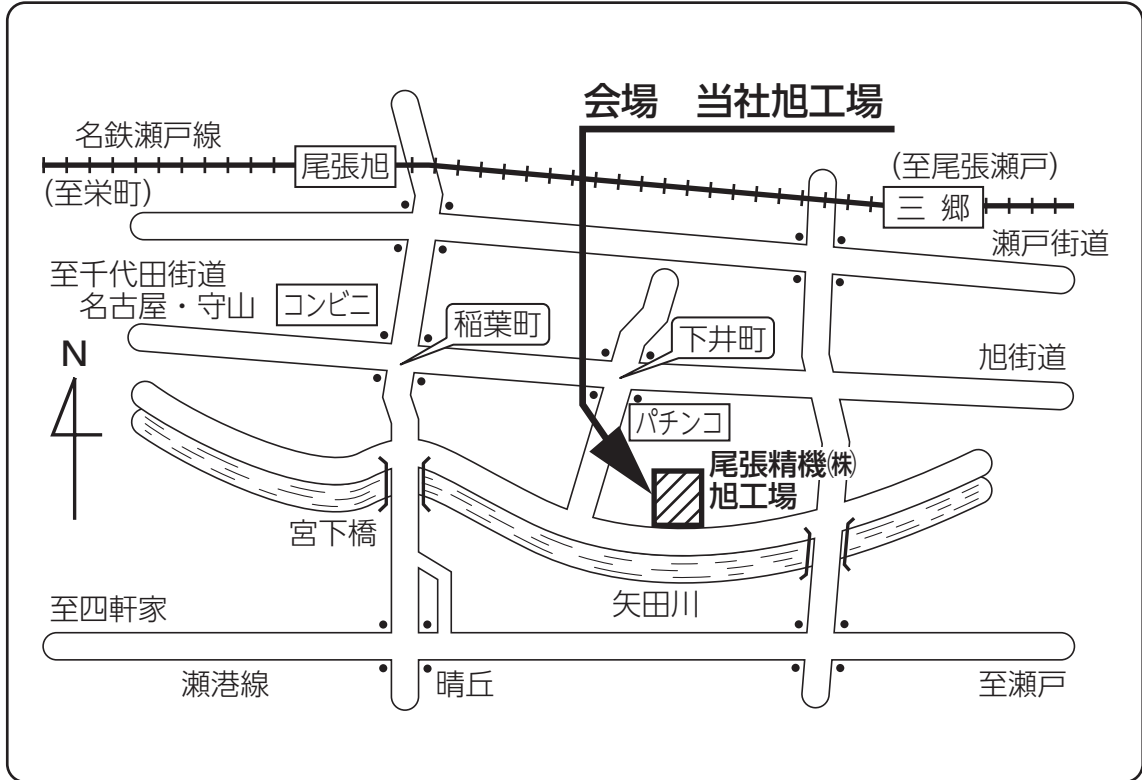 会場　当社旭工場
名鉄瀬戸線
尾張旭
(至栄町)
(至尾張瀬戸)
三 郷
瀬戸街道
至千代田街道
名古屋・守山
コンビニ
稲葉町
下井町
旭街道
N
パチンコ
尾張精機㈱
旭工場
宮下橋
矢田川
至四軒家
瀬港線
晴丘
至瀬戸